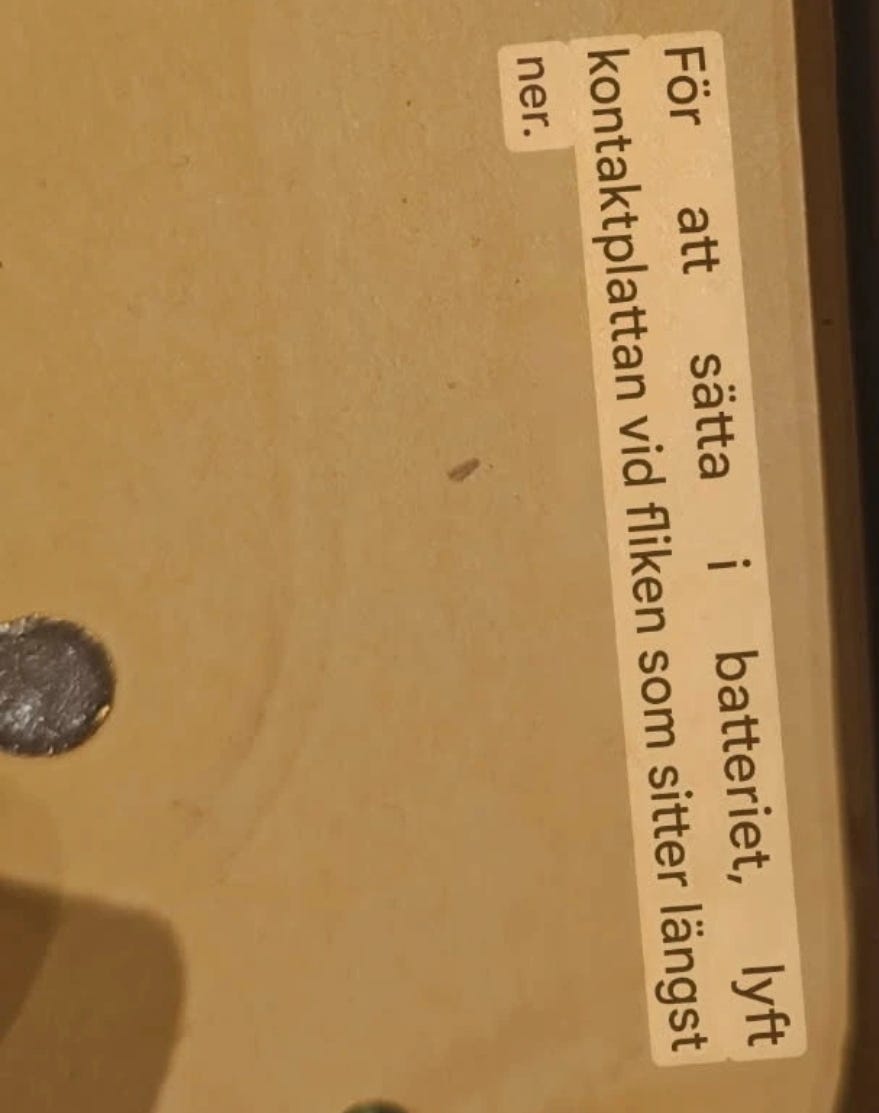 För att sätta i batteriet, lyft
kontaktplattan vid fliken som sitter längst
ner.